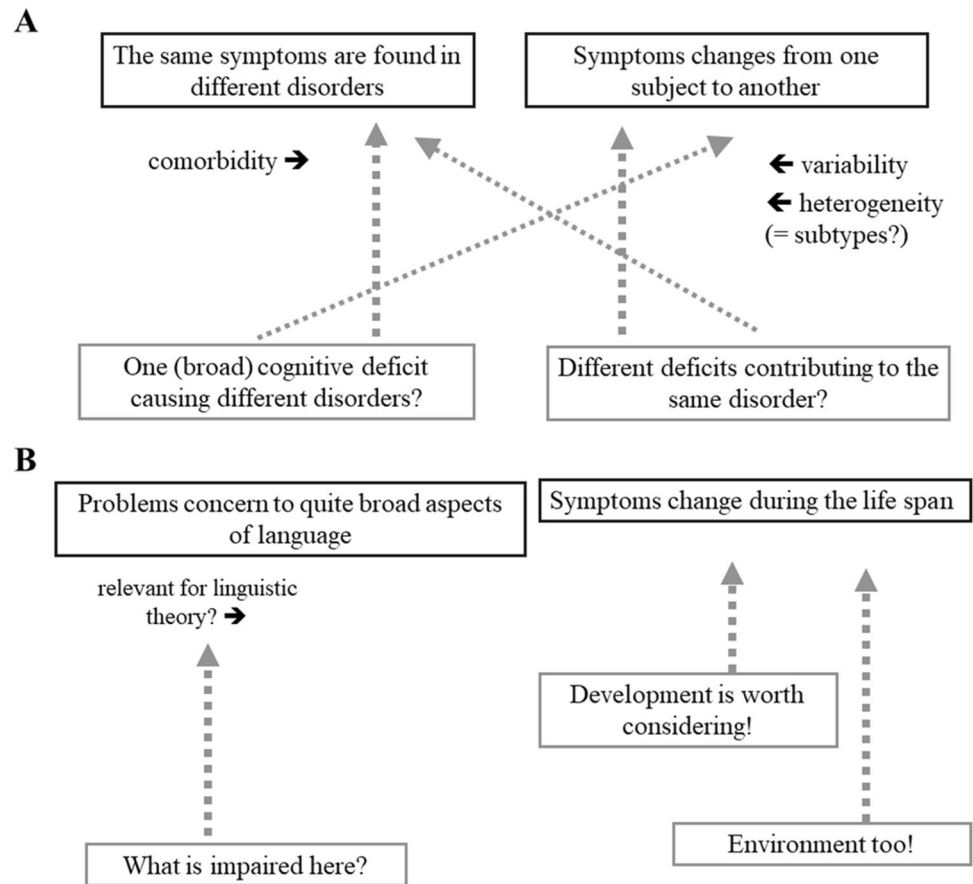 A
The same symptoms are found in
different disorders
Symptoms changes from one
subject to another
comorbidity ➔
🡰 variability
🡰 heterogeneity
(= subtypes?)
One (broad) cognitive deficit
causing different disorders?
Different deficits contributing to the
same disorder?
B
Problems concern to quite broad aspects
of language
Symptoms change during the life span
relevant for linguistic
theory? ➔
Development is worth
considering!
What is impaired here?
Environment too!